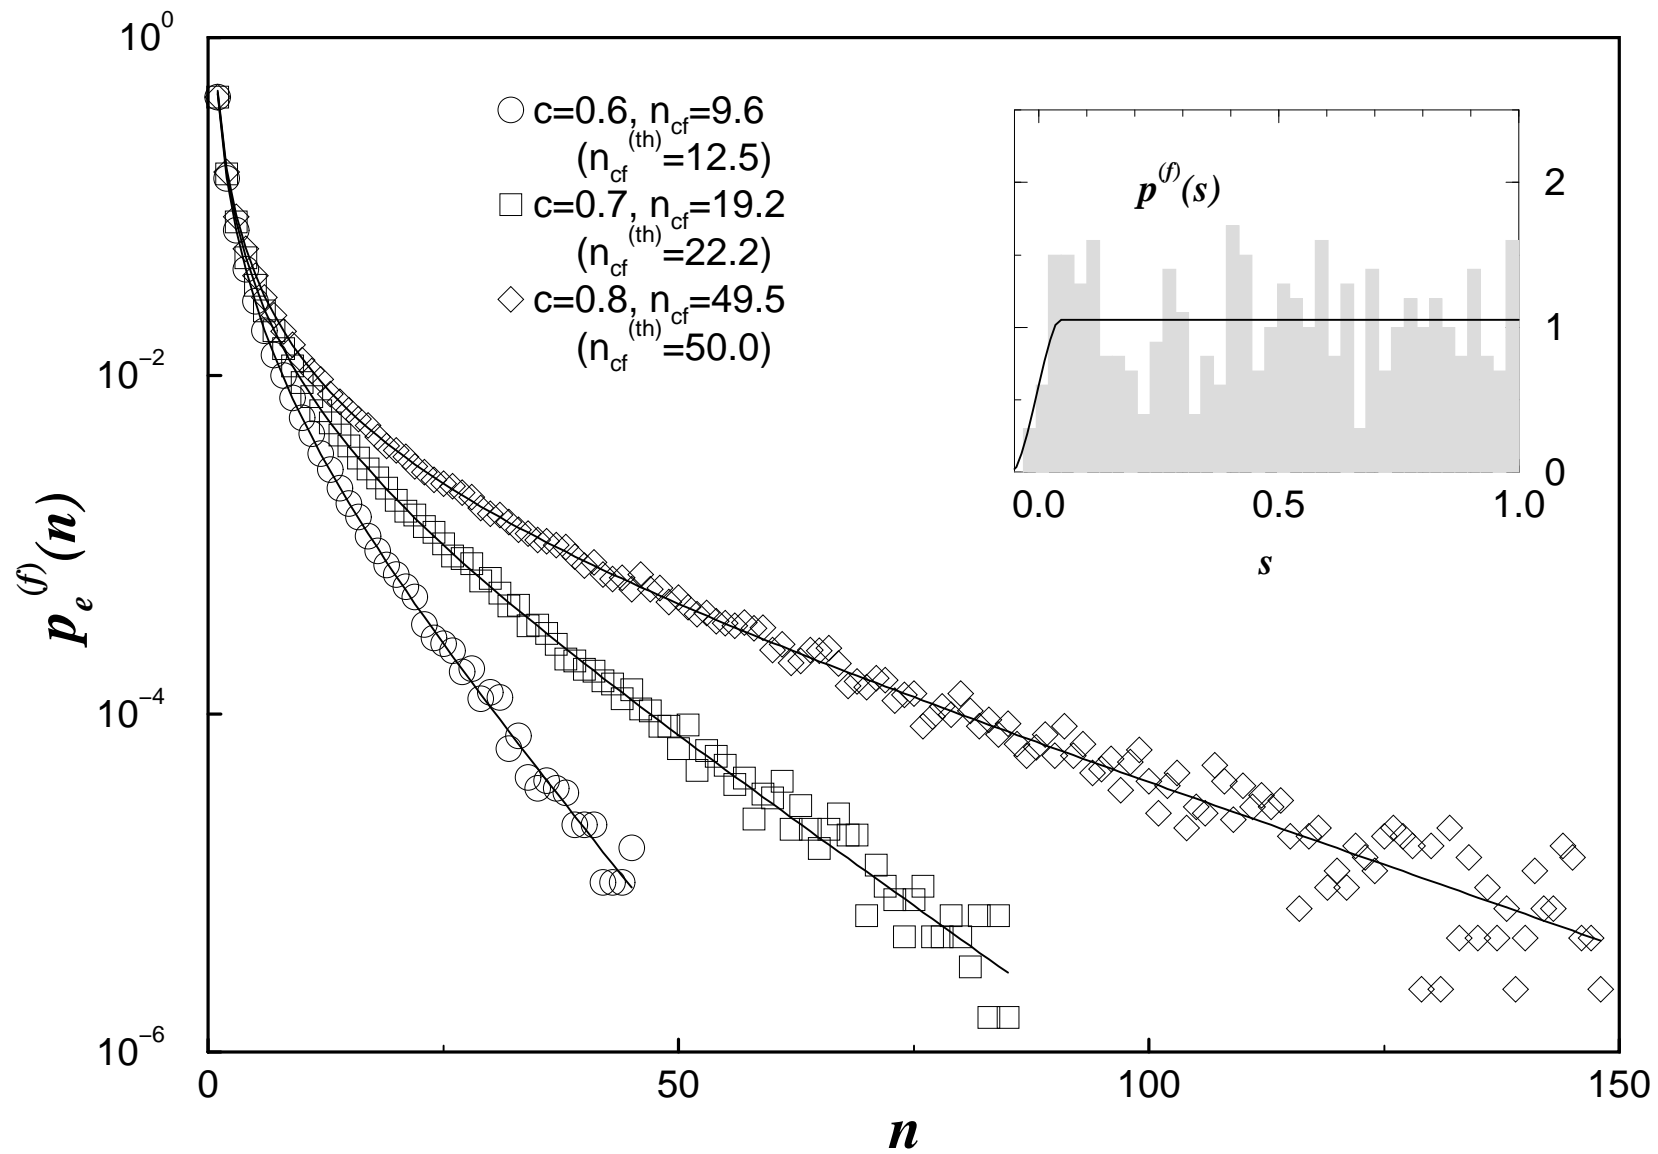 10^0
10^−2
10^−4
10^−6
p_e^(f)(n)
c=0.6, n_cf=9.6
(n_cf^(th)=12.5)
c=0.7, n_cf=19.2
(n_cf^(th)=22.2)
c=0.8, n_cf=49.5
(n_cf^(th)=50.0)
p^(f)(s)
2
1
0
0.0 0.5 1.0
s
0 50 100 150
n